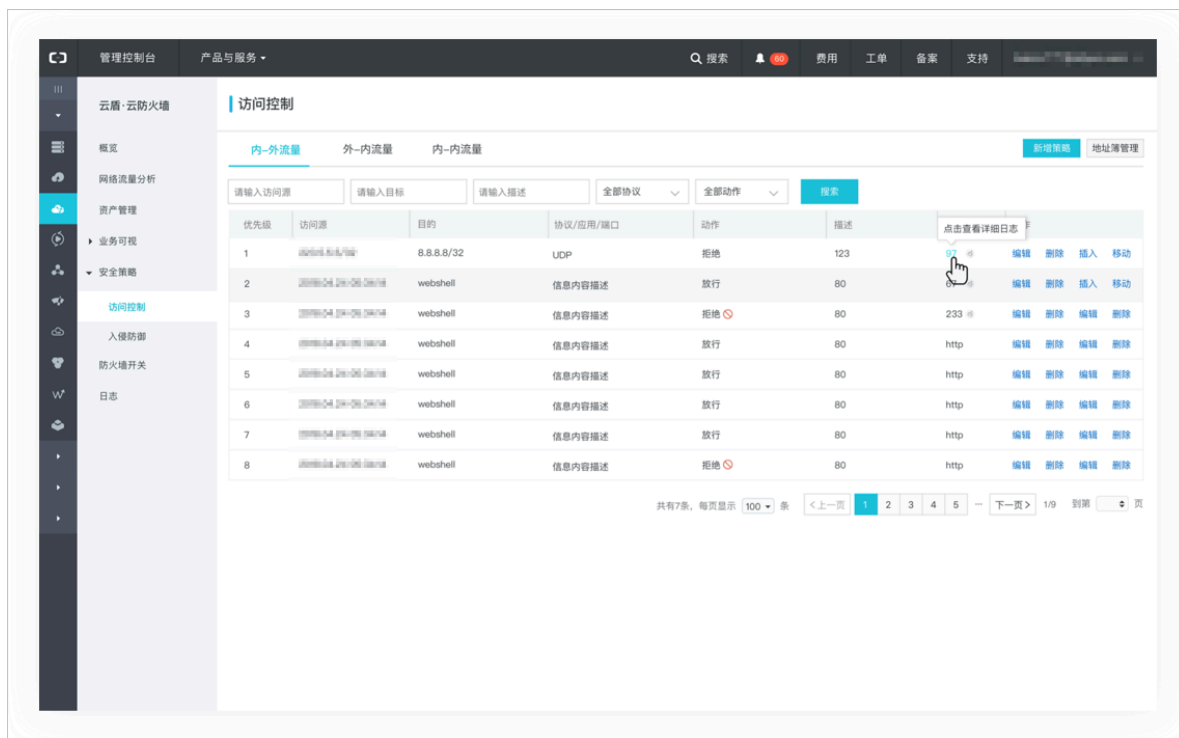 管理控制台 产品与服务 搜索 60 费用 工单 备案 支持
云盾·云防火墙
访问控制
概览
网络流量分析
资产管理
业务可视
安全策略
访问控制
入侵防御
防火墙开关
日志
内-外流量 外-内流量 内-内流量 新增策略 地址簿管理
请输入访问源 请输入目标 请输入描述 全部协议 全部动作 搜索
优先级 访问源 目的 协议/应用/端口 动作 描述
点击查看详细日志
1 8.8.8.8/32 UDP 拒绝 123 97 编辑 删除 插入 移动
2 webshell 信息内容描述 放行 80 67 编辑 删除 插入 移动
3 webshell 信息内容描述 拒绝 80 233 编辑 删除 编辑 删除
4 webshell 信息内容描述 放行 80 http 编辑 删除 编辑 删除
5 webshell 信息内容描述 放行 80 http 编辑 删除 编辑 删除
6 webshell 信息内容描述 放行 80 http 编辑 删除 编辑 删除
7 webshell 信息内容描述 放行 80 http 编辑 删除 编辑 删除
8 webshell 信息内容描述 拒绝 80 http 编辑 删除 编辑 删除
共有7条，每页显示 100 条 <上一页 1 2 3 4 5 … 下一页> 1/9 到第 页